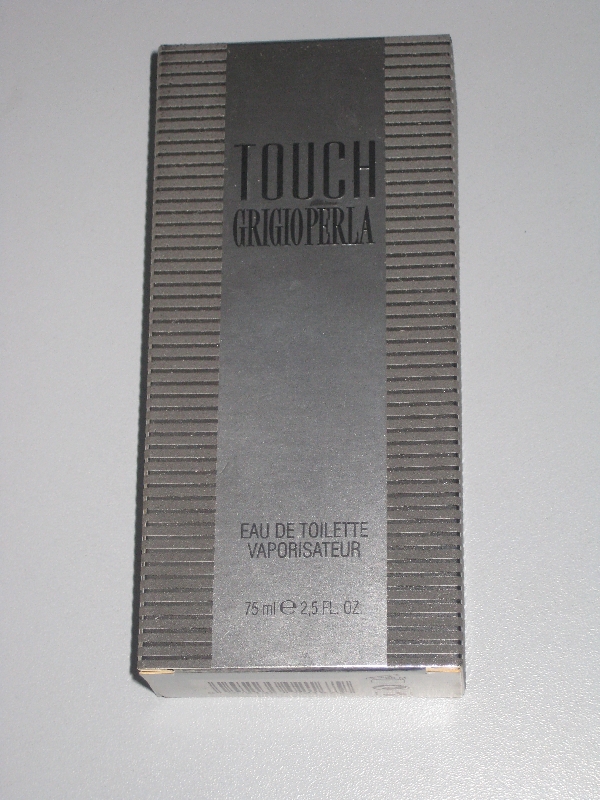 TOUCH
GRIGIOPERLA
EAU DE TOILETTE
VAPORISATEUR
75 ml ℮ 2,5 FL. OZ.